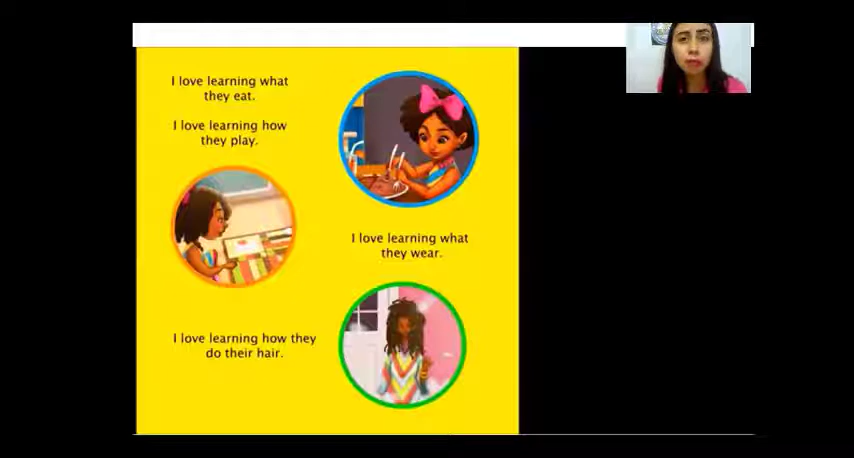 I love learning what
they eat.
I love learning how
they play.
I love learning what
they wear.
I love learning how they
do their hair.